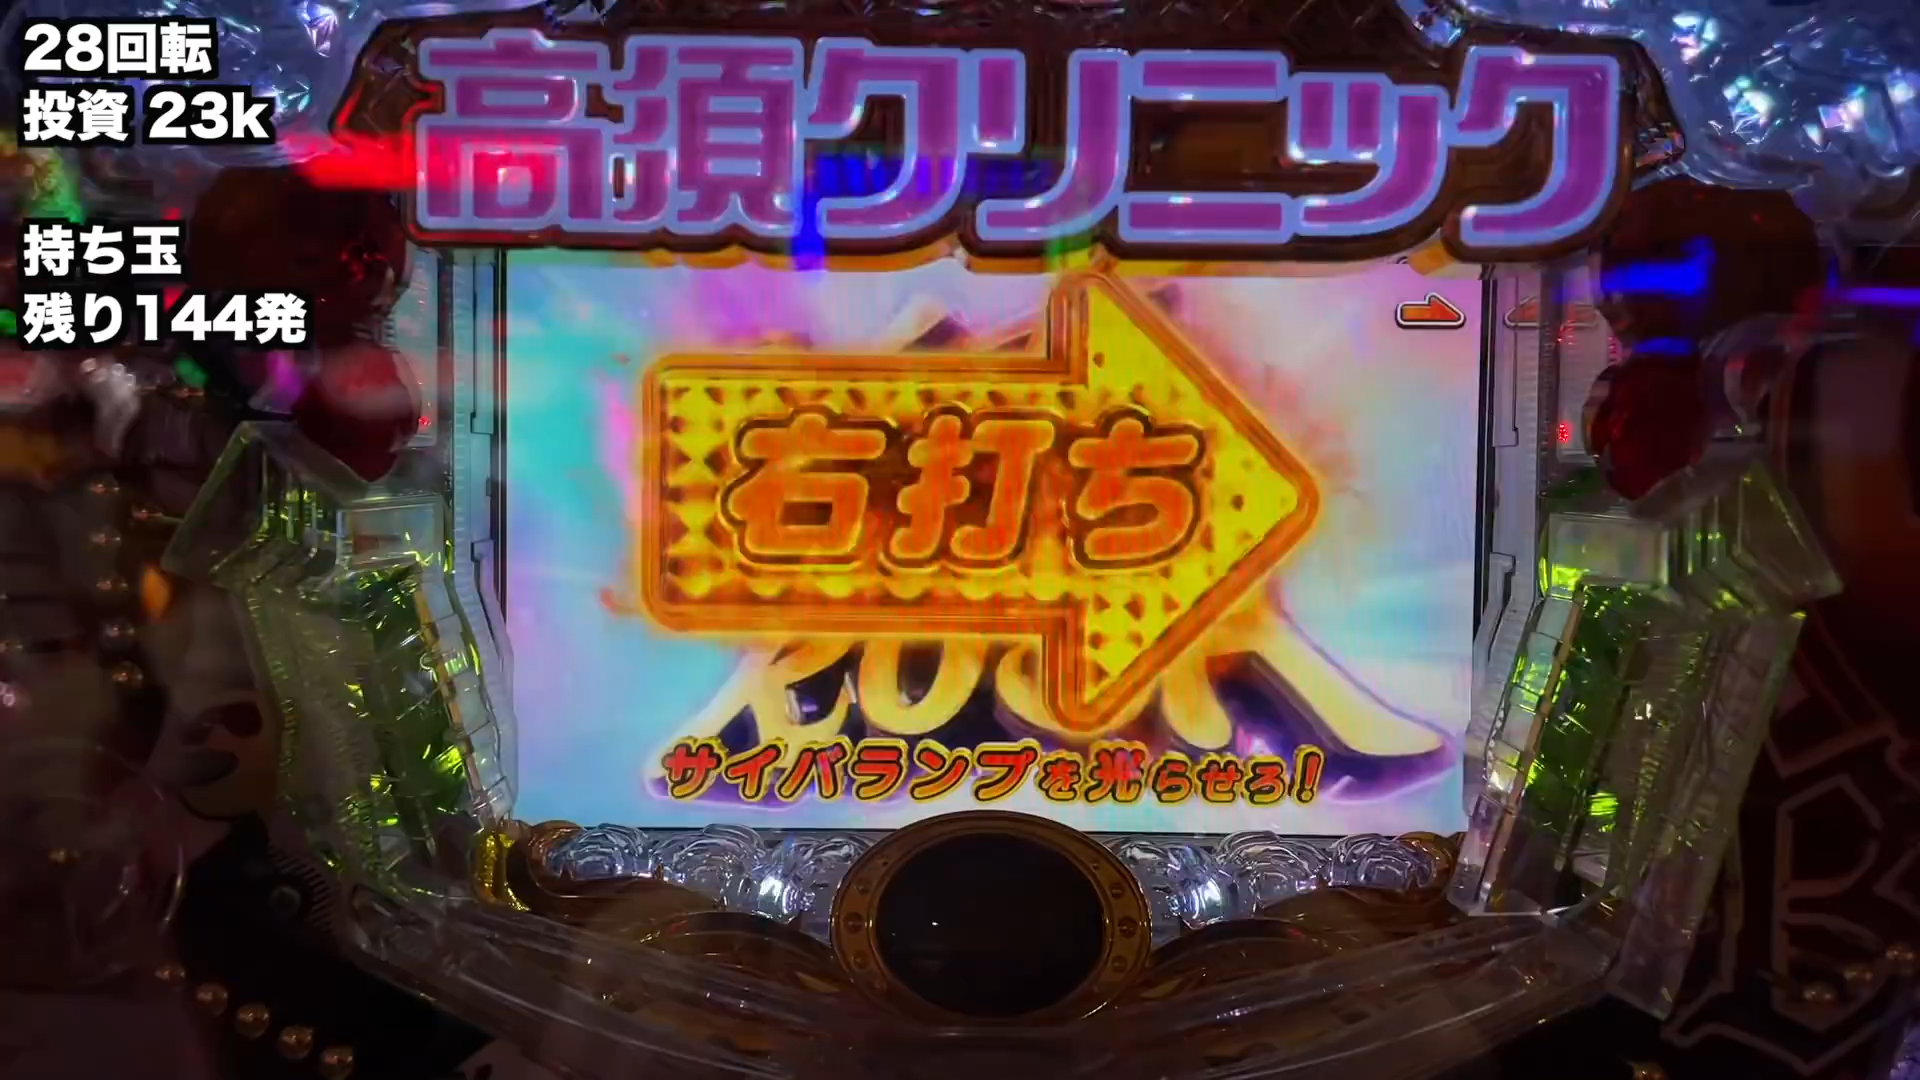 28回転
投資 23k
持ち玉
残り144発
高須クリニック
右打ち
サイバランプを光らせろ!